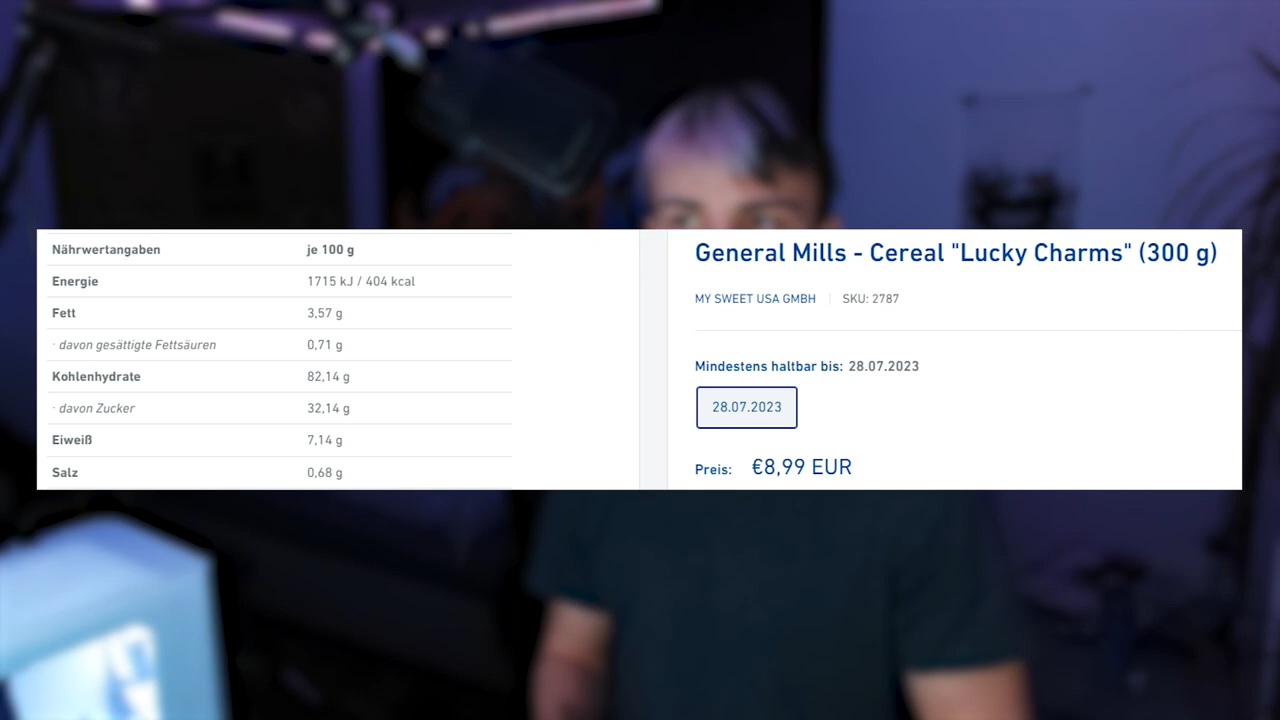 Nährwertangaben je 100 g
Energie 1715 kJ / 404 kcal
Fett 3,57 g
· davon gesättigte Fettsäuren 0,71 g
Kohlenhydrate 82,14 g
· davon Zucker 32,14 g
Eiweiß 7,14 g
Salz 0,68 g
General Mills - Cereal "Lucky Charms" (300 g)
MY SWEET USA GMBH SKU: 2787
Mindestens haltbar bis: 28.07.2023
28.07.2023
Preis: €8,99 EUR